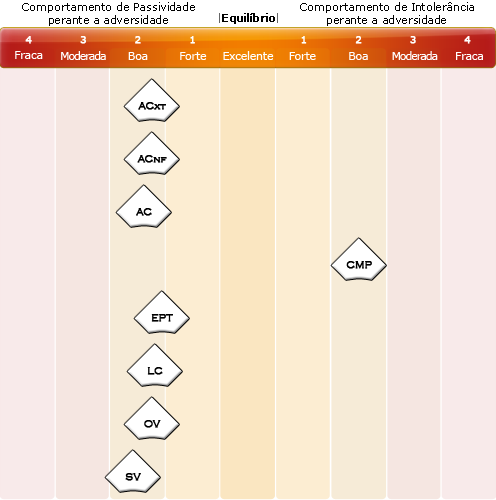 Comportamento de Passividade
perante a adversidade
|Equilíbrio|
Comportamento de Intolerância
perante a adversidade
4 3 2 1 1 2 3 4
Fraca Moderada Boa Forte Excelente Forte Boa Moderada Fraca
ACXT
ACNF
AC
CMP
EPT
LC
OV
SV